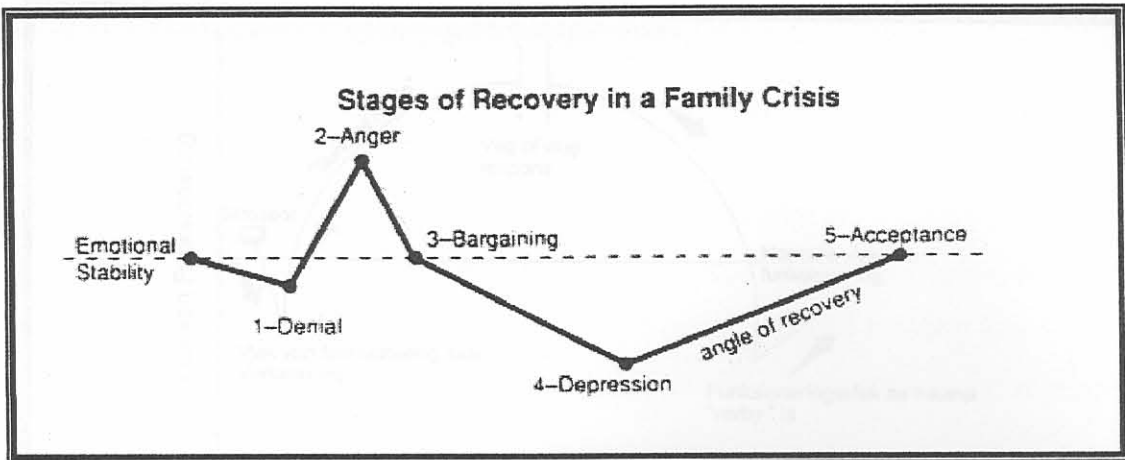 Stages of Recovery in a Family Crisis
2–Anger
Emotional
Stability
3–Bargaining
5–Acceptance
1–Denial
angle of recovery
4–Depression